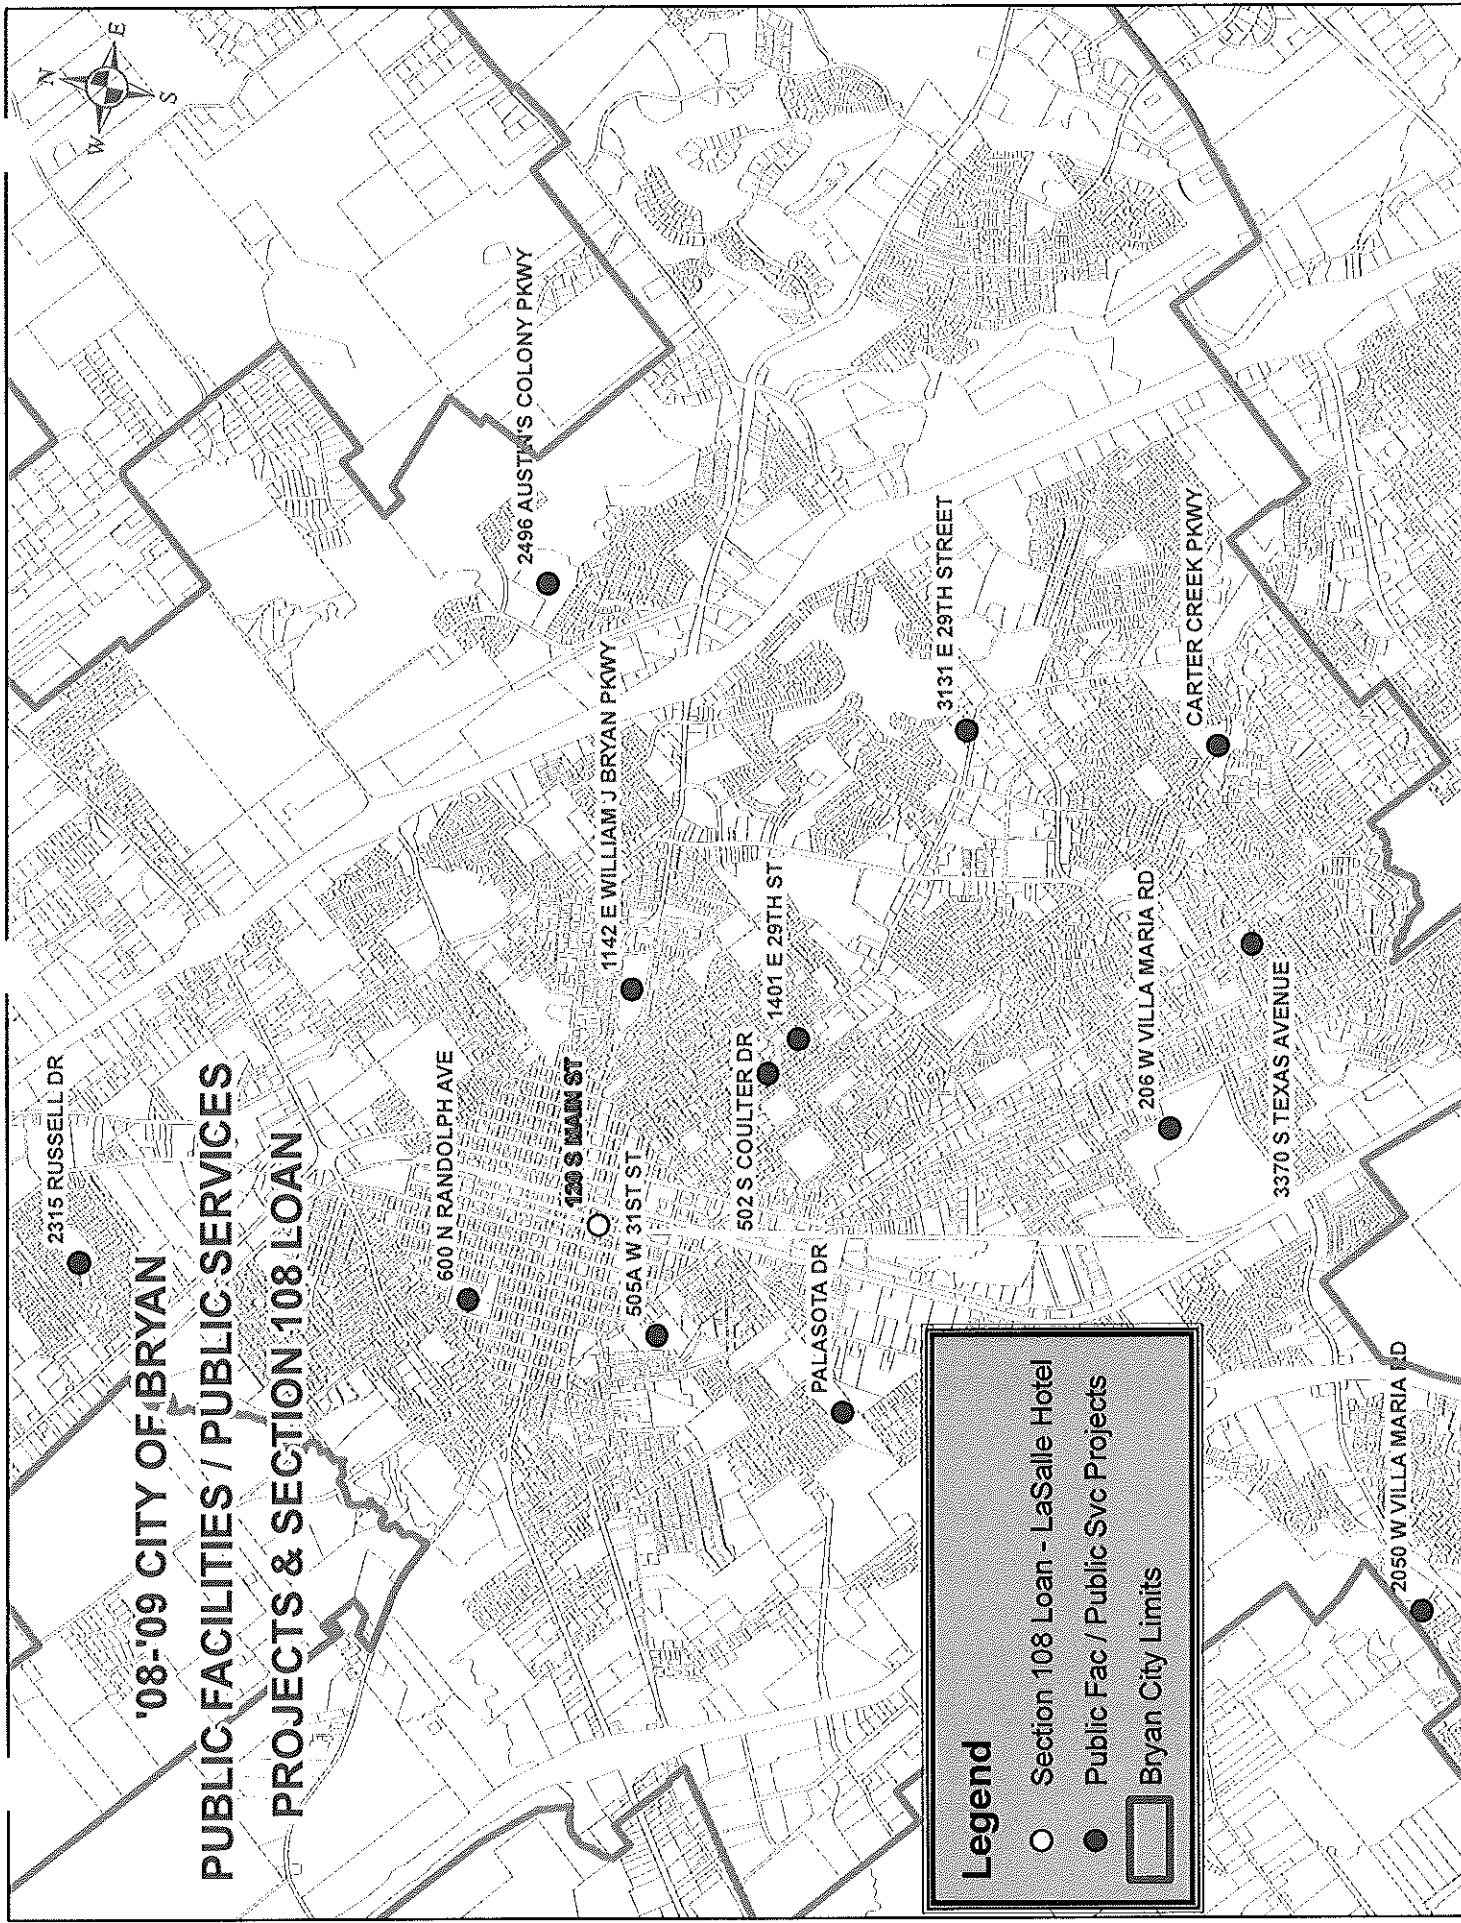 '08-'09 CITY OF BRYAN
PUBLIC FACILITIES / PUBLIC SERVICES
PROJECTS & SECTION 108 LOAN
N
E
S
W
2315 RUSSELL DR
600 N RANDOLPH AVE
120 S MAIN ST
505A W 31ST ST
1142 E WILLIAM J BRYAN PKWY
2496 AUSTIN'S COLONY PKWY
502 S COULTER DR
1401 E 29TH ST
PALASOTA DR
3131 E 29TH STREET
CARTER CREEK PKWY
206 W VILLA MARIA RD
3370 S TEXAS AVENUE
2050 W VILLA MARIA RD
Legend
Section 108 Loan - LaSalle Hotel
Public Fac / Public Svc Projects
Bryan City Limits